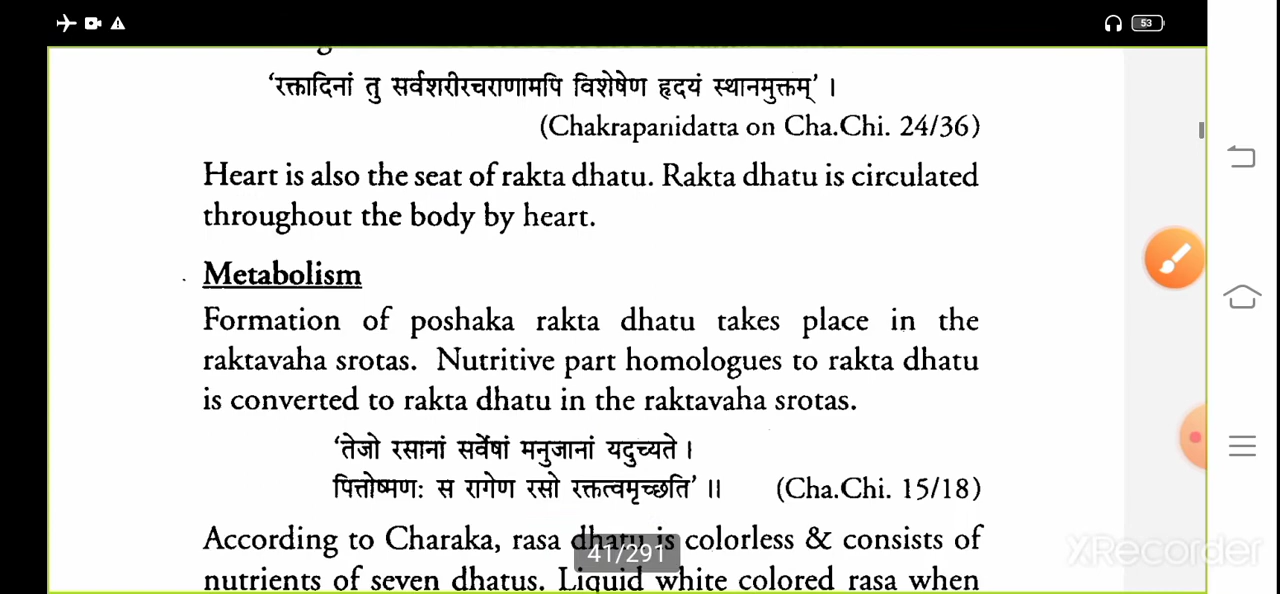 53
‘रक्तादिनां तु सर्वशरीरचराणामपि विशेषेण हृदयं स्थानमुक्तम्’ ।
(Chakrapanidatta on Cha.Chi. 24/36)
Heart is also the seat of rakta dhatu. Rakta dhatu is circulated
throughout the body by heart.
Metabolism
Formation of poshaka rakta dhatu takes place in the
raktavaha srotas. Nutritive part homologues to rakta dhatu
is converted to rakta dhatu in the raktavaha srotas.
‘तेजो रसानां सर्वेषां मनुजानां यदुच्यते ।
पित्तोष्मणः स रागेण रसो रक्तत्वमृच्छति’ ।। (Cha.Chi. 15/18)
According to Charaka, rasa dhatu is colorless & consists of
41/291
nutrients of seven dhatus. Liquid white colored rasa when
XRecorder